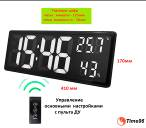 15:46
25.7
43%
170мм
410 мм
Управление
основными настройками
с пульта ДУ
Time96